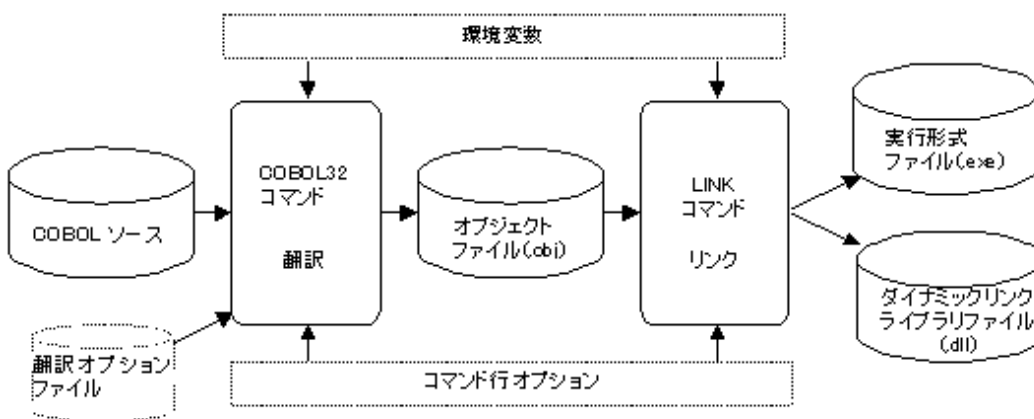 環境変数
COBOL ソース
COBOL32
コマンド
翻訳
オブジェクト
ファイル(obj)
LINK
コマンド
リンク
実行形式
ファイル(exe)
ダイナミックリンク
ライブラリファイル
(dll)
翻訳オプション
ファイル
コマンド行オプション